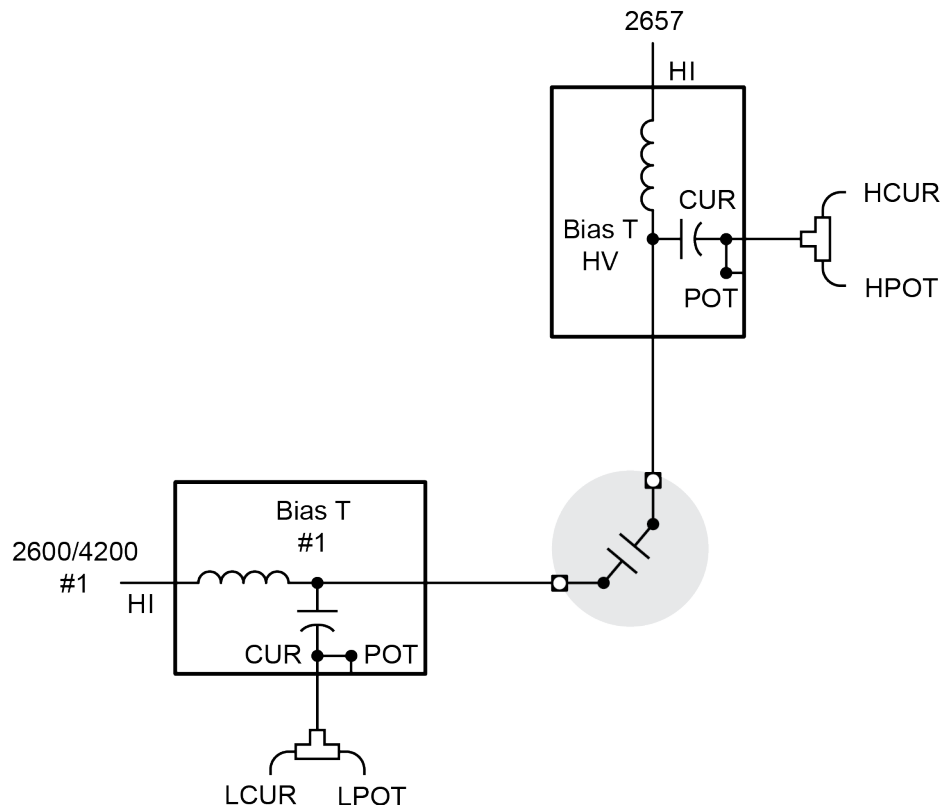 2657
HI
CUR
HCUR
Bias T
HV
HPOT
POT
Bias T
#1
2600/4200
#1
HI
CUR
POT
LCUR
LPOT